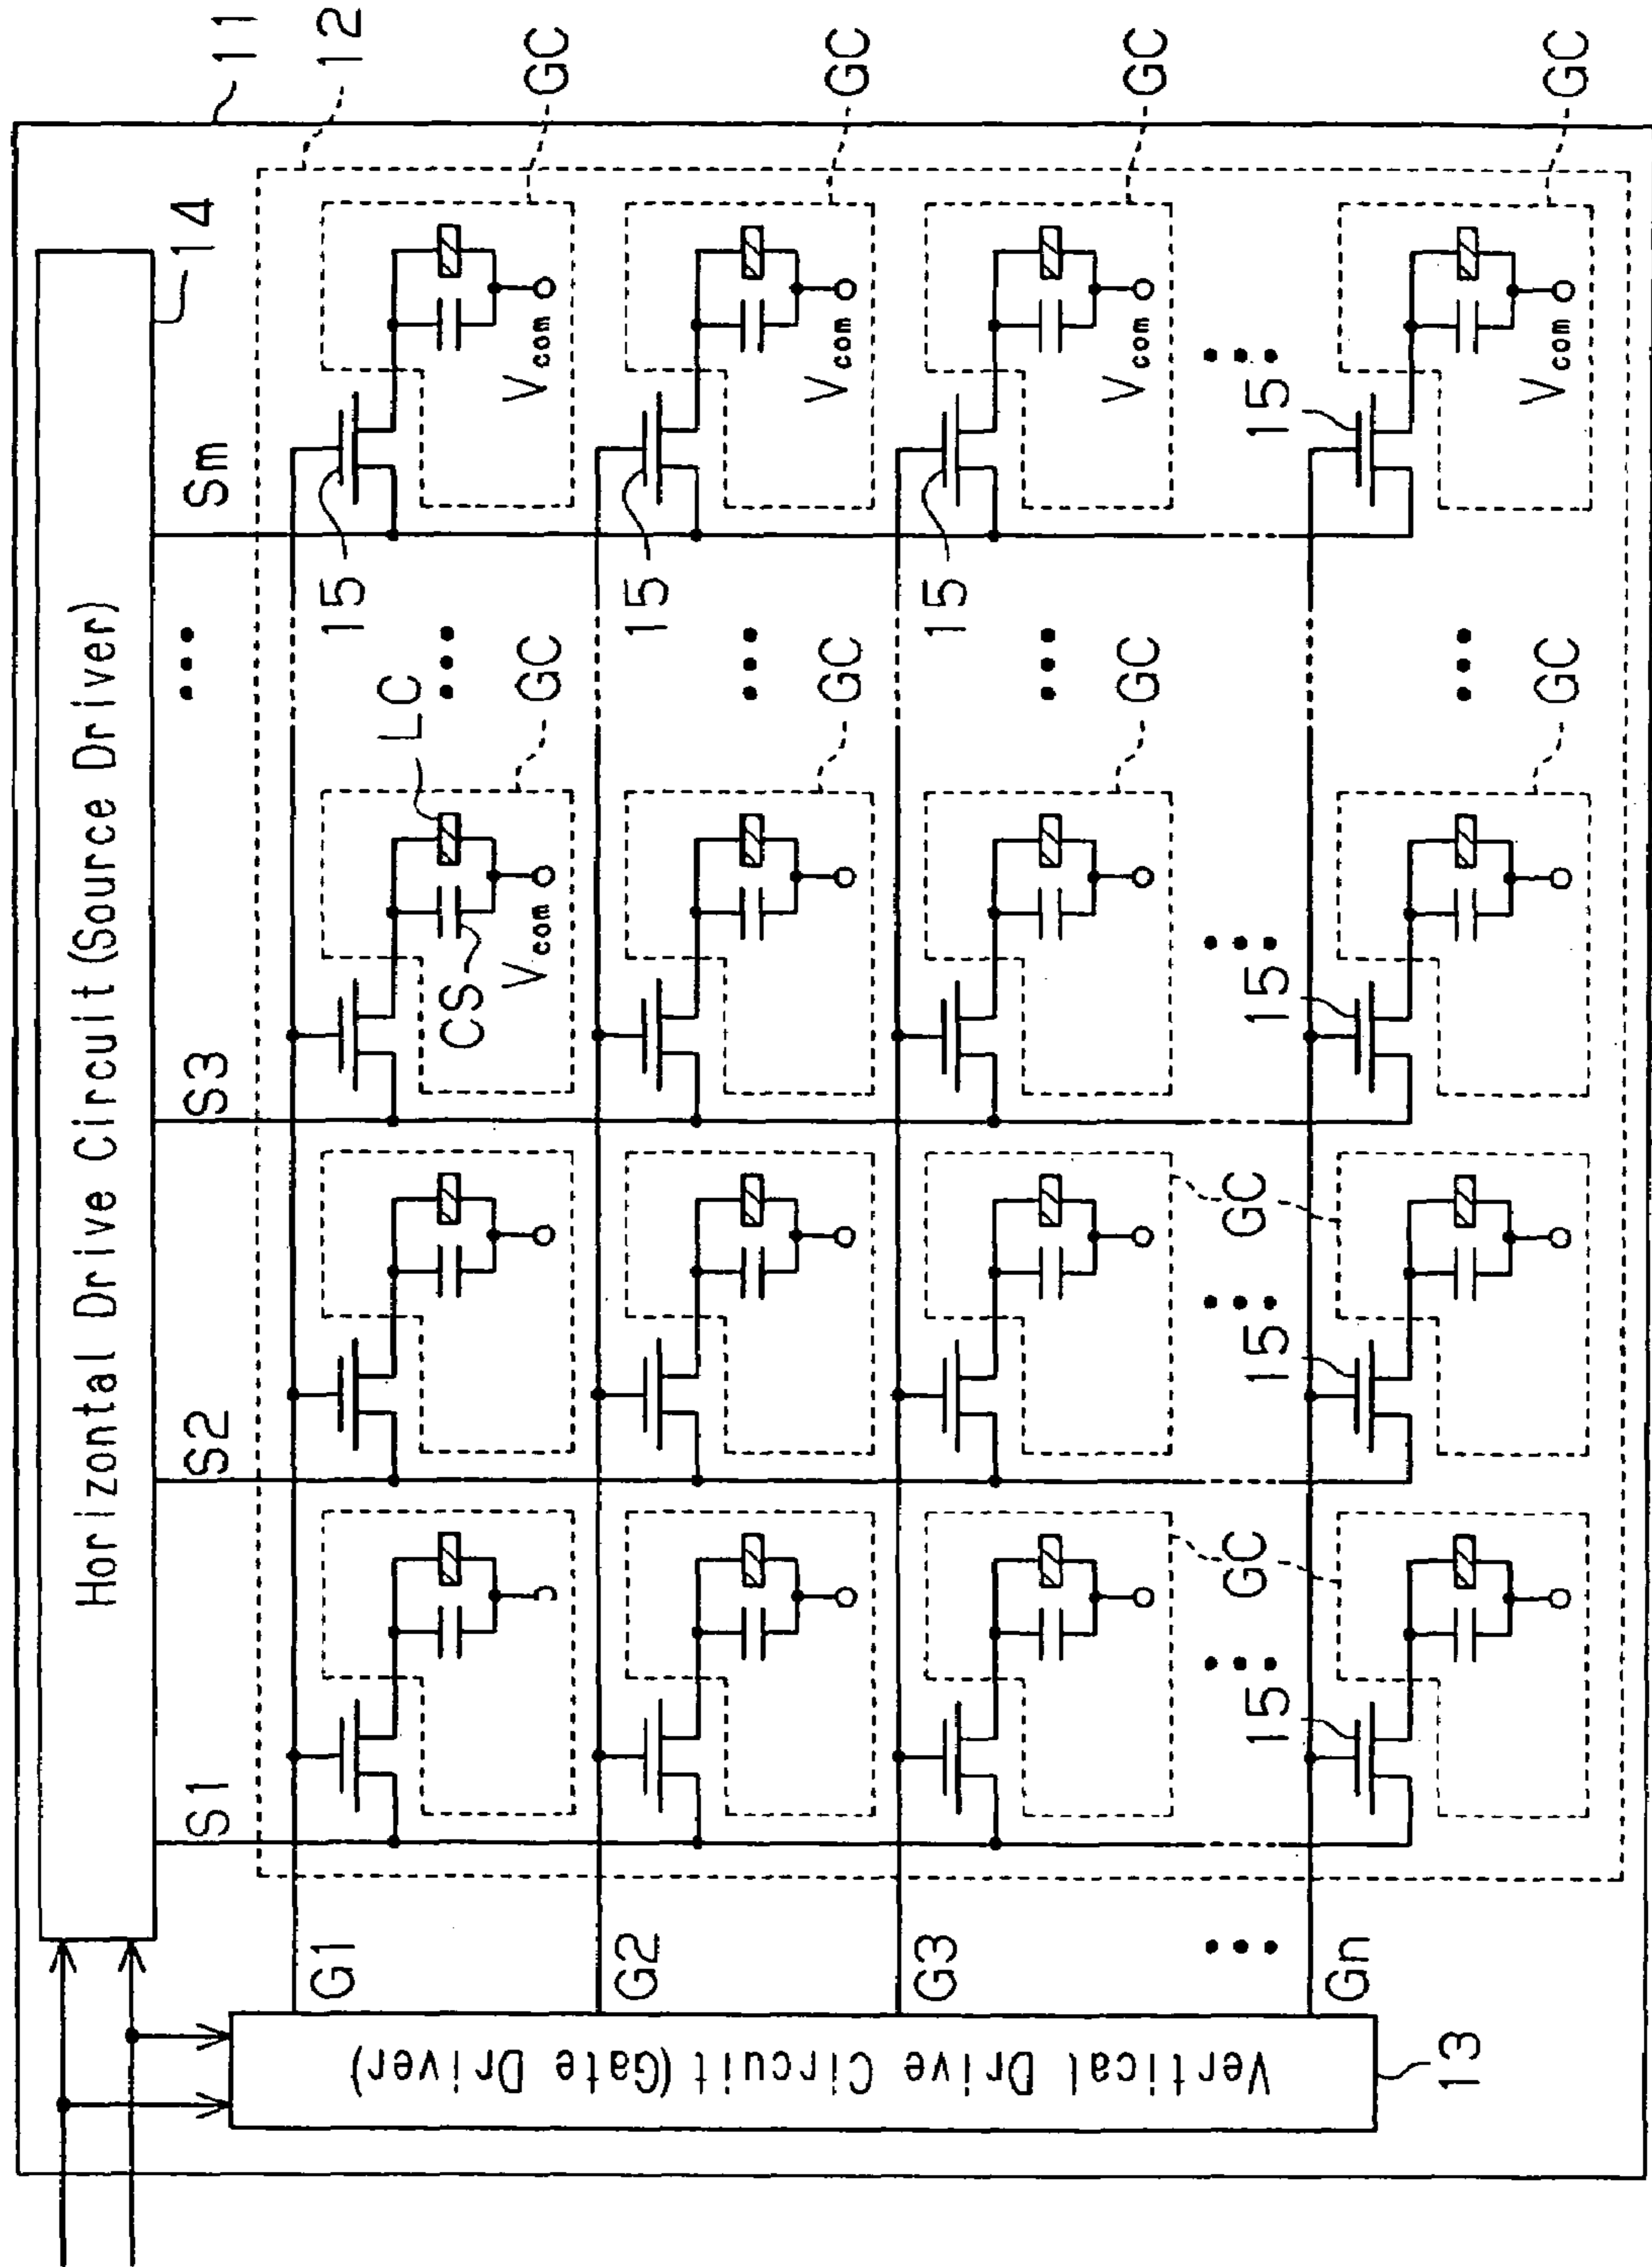 Horizontal Drive Circuit (Source Driver)
S1 S2 S3 ••• Sm 14 11
G1 15 12
LC
•••
CS
Vcom GC Vcom GC
G2 15
•••
GC Vcom GC
G3 15
•••
GC Vcom GC
Vertical Drive Circuit (Gate Driver)
••• ••• ••• ••• •••
GC GC
15 15 15 15
Gn
13
•••
GC Vcom GC